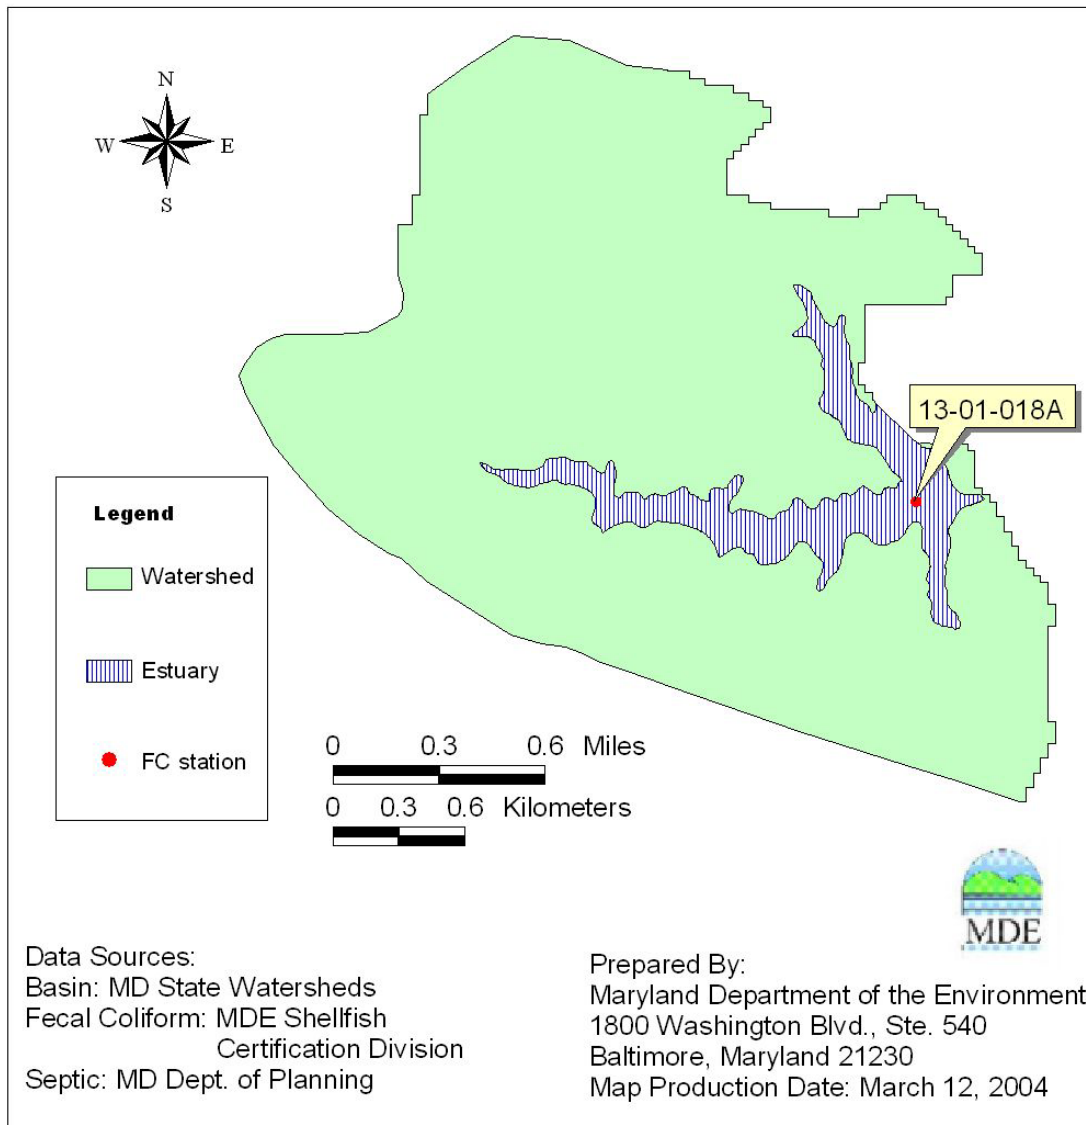 N
W E
S
13-01-018A
Legend
Watershed
Estuary
FC station
0 0.3 0.6 Miles
0 0.3 0.6 Kilometers
MDE
Data Sources:
Basin: MD State Watersheds
Fecal Coliform: MDE Shellfish
Certification Division
Septic: MD Dept. of Planning
Prepared By:
Maryland Department of the Environment
1800 Washington Blvd., Ste. 540
Baltimore, Maryland 21230
Map Production Date: March 12, 2004